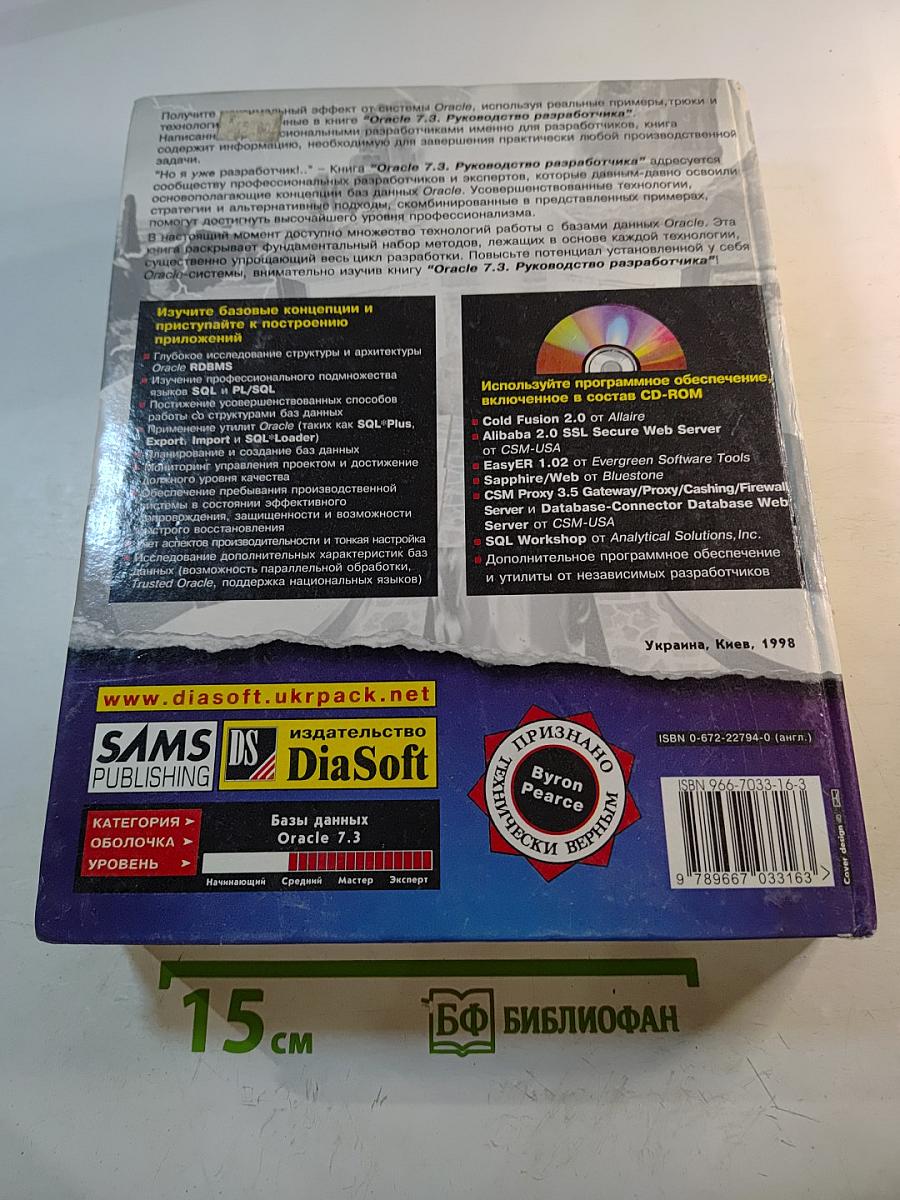 Получите эффект от системы Oracle, используя реальные примеры, трюки и
в книге "Oracle 7.3. Руководство разработчика".
разработчиками именно для разработчиков, книга
содержит информацию, необходимую для завершения практически любой производственной
задачи.
"Но я уже разработчик!.." – Книга "Oracle 7.3. Руководство разработчика" адресуется
сообществу профессиональных разработчиков и экспертов, которые давным-давно освоили
основополагающие концепции баз данных Oracle. Усовершенствованные технологии,
стратегии и альтернативные подходы, скомбинированные в представленных примерах,
помогут достигнуть высочайшего уровня профессионализма.
В настоящий момент доступно множество технологий работы с базами данных Oracle. Эта
книга раскрывает фундаментальный набор методов, лежащих в основе каждой технологии,
существенно упрощающий весь цикл разработки. Повысьте потенциал установленной у себя
Oracle-системы, внимательно изучив книгу "Oracle 7.3. Руководство разработчика"!
Изучите базовые концепции и
приступайте к построению
приложений
Глубокое исследование структуры и архитектуры
Oracle RDBMS
Изучение профессионального подмножества
языков SQL и PL/SQL
Постижение усовершенствованных способов
работы со структурами баз данных
Применение утилит Oracle (таких как SQL*Plus,
Export, Import и SQL*Loader)
Планирование и создание баз данных
Мониторинг управления проектом и достижение
должного уровня качества
Обеспечение пребывания производственной
системы в состоянии эффективного
сопровождения, защищенности и возможности
быстрого восстановления
Учет аспектов производительности и тонкая настройка
Исследование дополнительных характеристик баз
данных (возможность параллельной обработки,
Trusted Oracle, поддержка национальных языков)
Используйте программное обеспечение,
включенное в состав CD-ROM
Cold Fusion 2.0 от Allaire
Alibaba 2.0 SSL Secure Web Server
от CSM-USA
EasyER 1.02 от Evergreen Software Tools
Sapphire/Web от Bluestone
CSM Proxy 3.5 Gateway/Proxy/Cashing/Firewall
Server и Database-Connector Database Web
Server от CSM-USA
SQL Workshop от Analytical Solutions, Inc.
Дополнительное программное обеспечение
и утилиты от независимых разработчиков
Украина, Киев, 1998
www.diasoft.ukrpack.net
SAMS
PUBLISHING
DS
издательство
DiaSoft
ПРИЗНАНО
ТЕХНИЧЕСКИ ВЕРНЫМ
Byron
Pearce
ISBN 0-672-22794-0 (англ.)
ISBN 966-7033-16-3
9 789667 033163 >
Cover design ©
КАТЕГОРИЯ
ОБОЛОЧКА
УРОВЕНЬ
Базы данных
Oracle 7.3
Начинающий Средний Мастер Эксперт
15 см
БФ БИБЛИОФАН